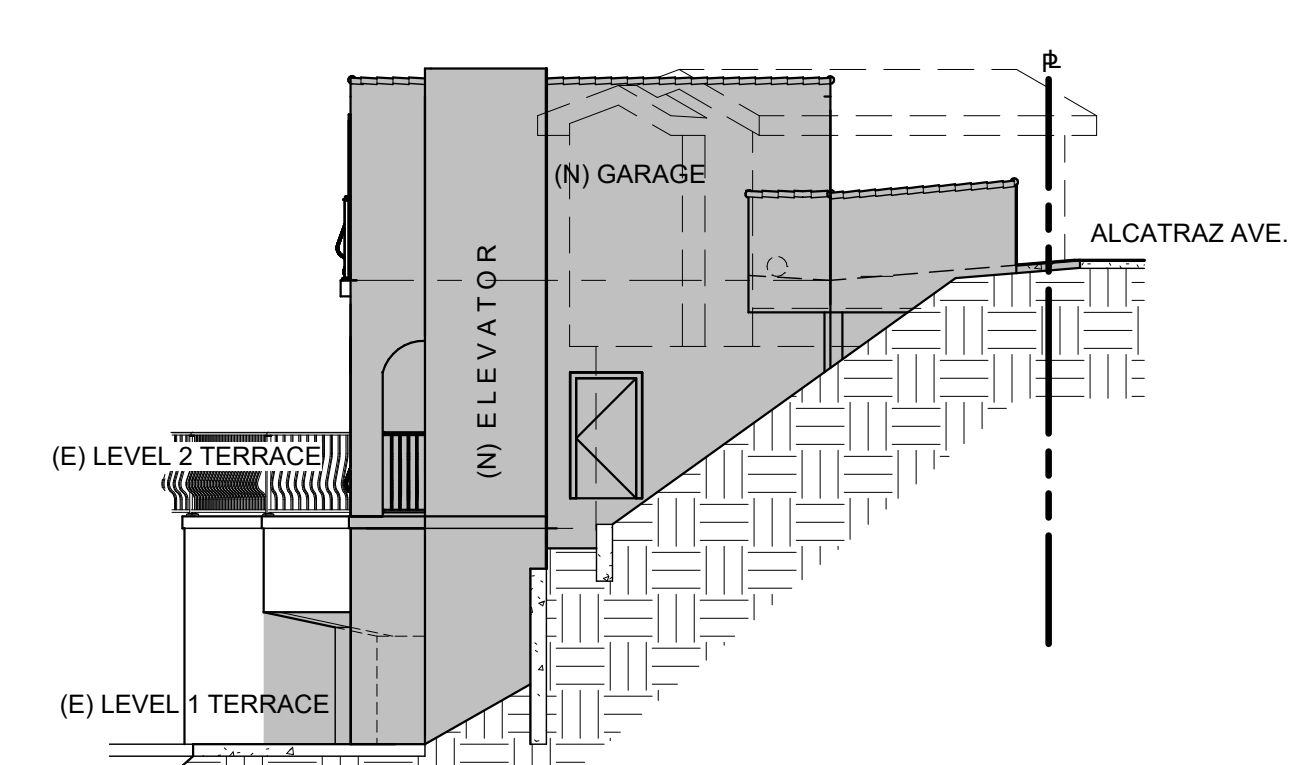 ℄
(N) GARAGE
ALCATRAZ AVE.
(N) ELEVATOR
(E) LEVEL 2 TERRACE
(E) LEVEL 1 TERRACE